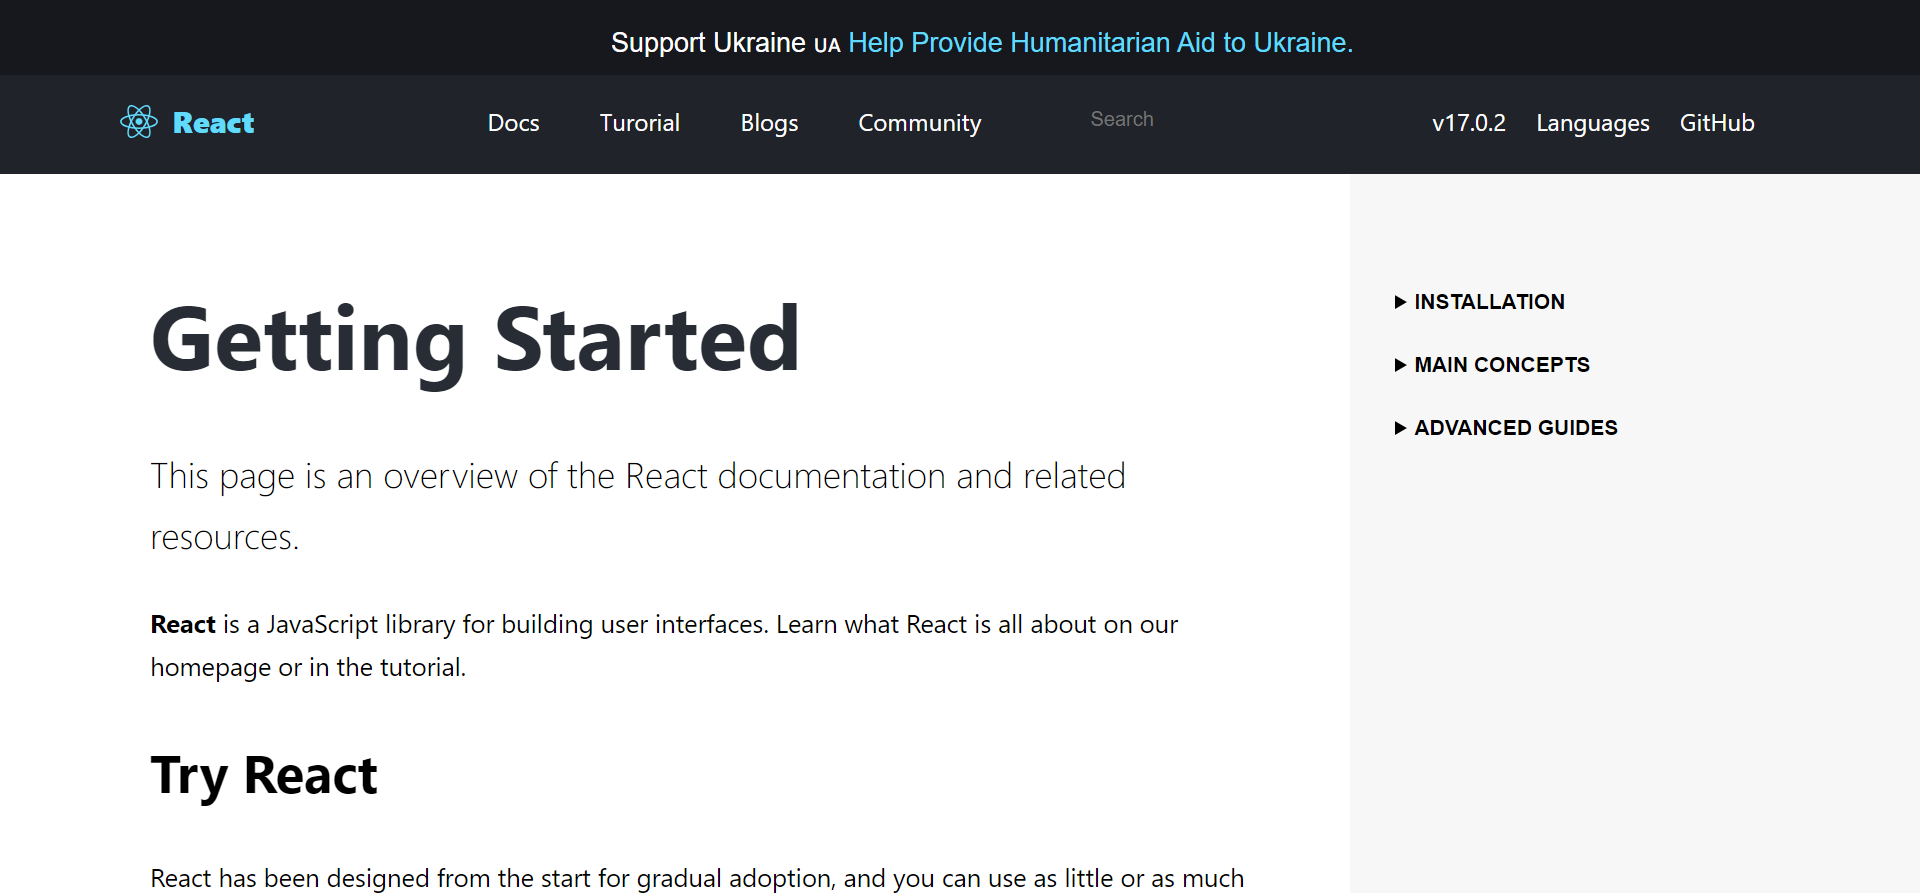 Support Ukraine UA Help Provide Humanitarian Aid to Ukraine.
React Docs Turorial Blogs Community Search v17.0.2 Languages GitHub
Getting Started
This page is an overview of the React documentation and related
resources.
React is a JavaScript library for building user interfaces. Learn what React is all about on our
homepage or in the tutorial.
Try React
React has been designed from the start for gradual adoption, and you can use as little or as much
INSTALLATION
MAIN CONCEPTS
ADVANCED GUIDES